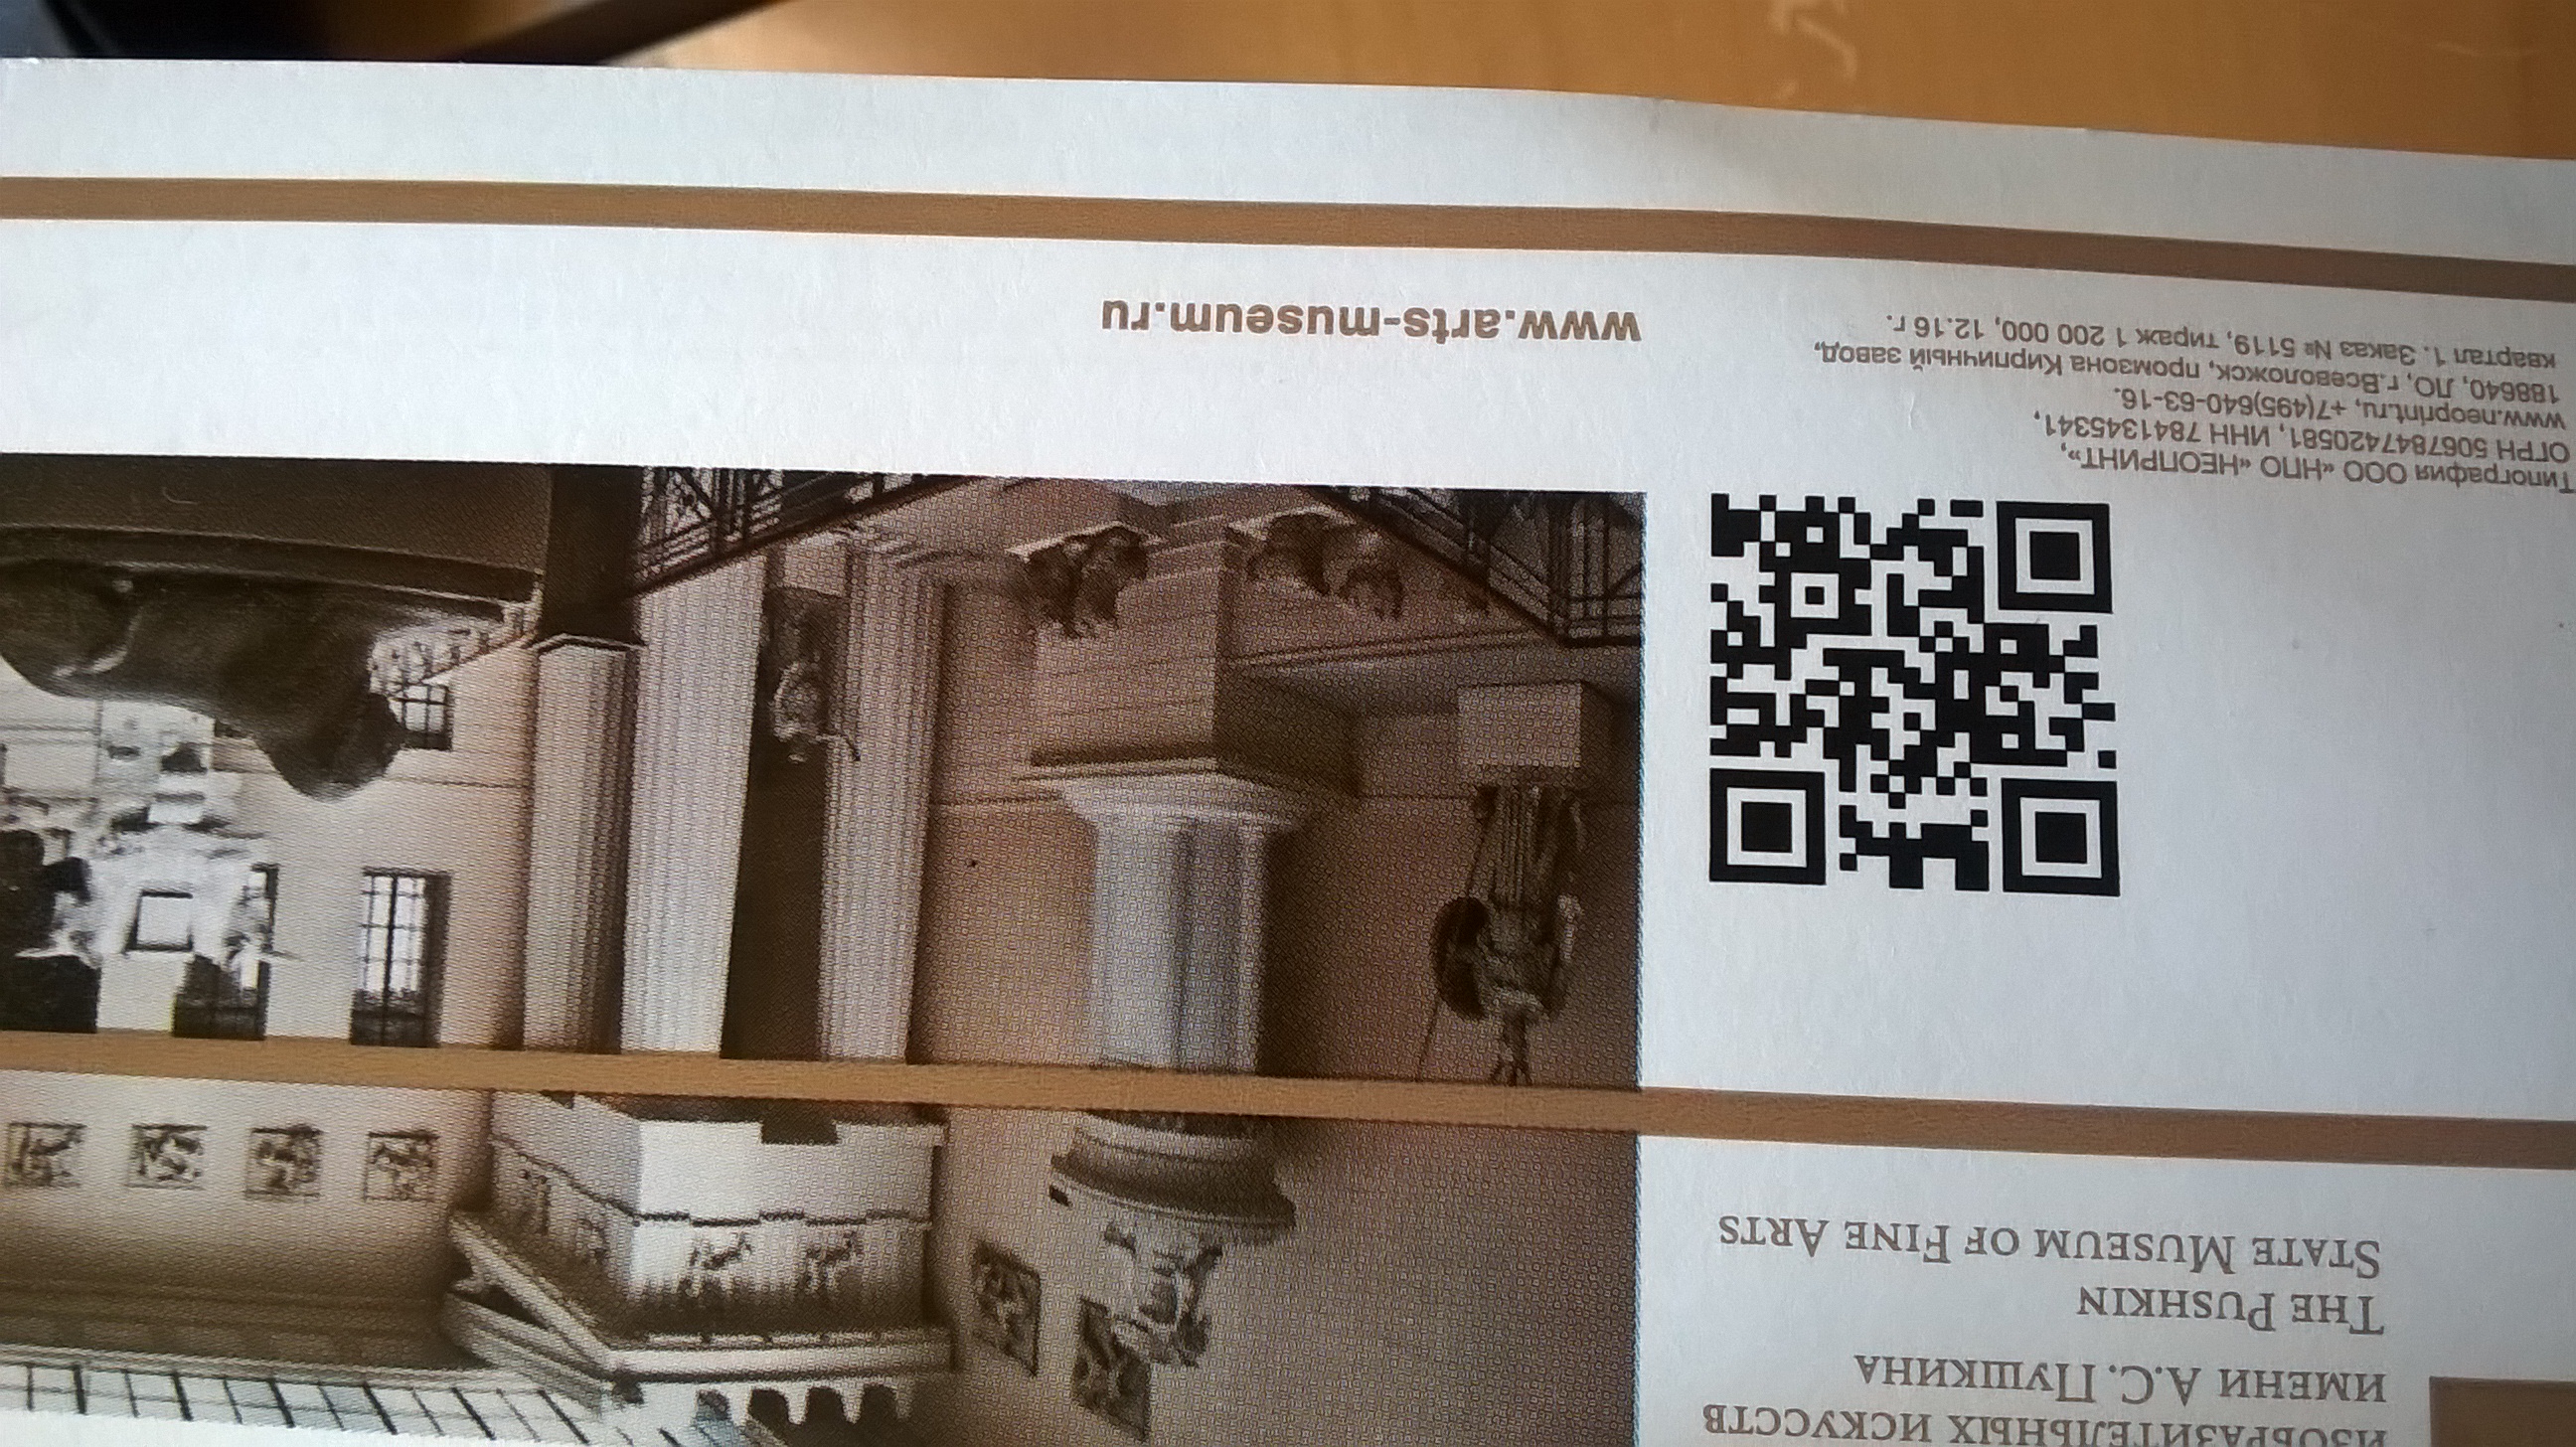 ИЗОБРАЗИТЕЛЬНЫХ ИСКУССТВ
ИМЕНИ А.С. ПУШКИНА
THE PUSHKIN
STATE MUSEUM OF FINE ARTS
Типография ООО «НПО «НЕОПРИНТ»,
ОГРН 5067847420581, ИНН 7841345341,
www.neoprint.ru, +7(495)640-63-16.
188640, ЛО, г.Всеволожск, промзона Кирпичный завод,
квартал 1. Заказ № 5119, тираж 1 200 000, 12.16 г.
www.arts-museum.ru